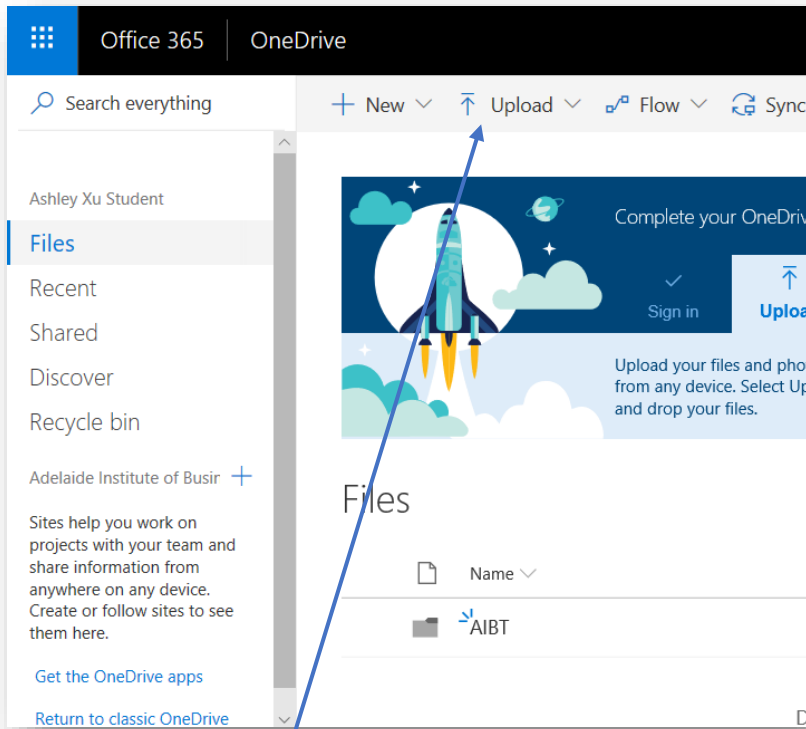 Office 365 OneDrive
Search everything
New Upload Flow Sync
Ashley Xu Student
Files
Recent
Shared
Discover
Recycle bin
Adelaide Institute of Busir
Sites help you work on
projects with your team and
share information from
anywhere on any device.
Create or follow sites to see
them here.
Get the OneDrive apps
Return to classic OneDrive
Complete your OneDriv
Sign in Uploa
Upload your files and pho
from any device. Select Up
and drop your files.
Files
Name
AIBT
D